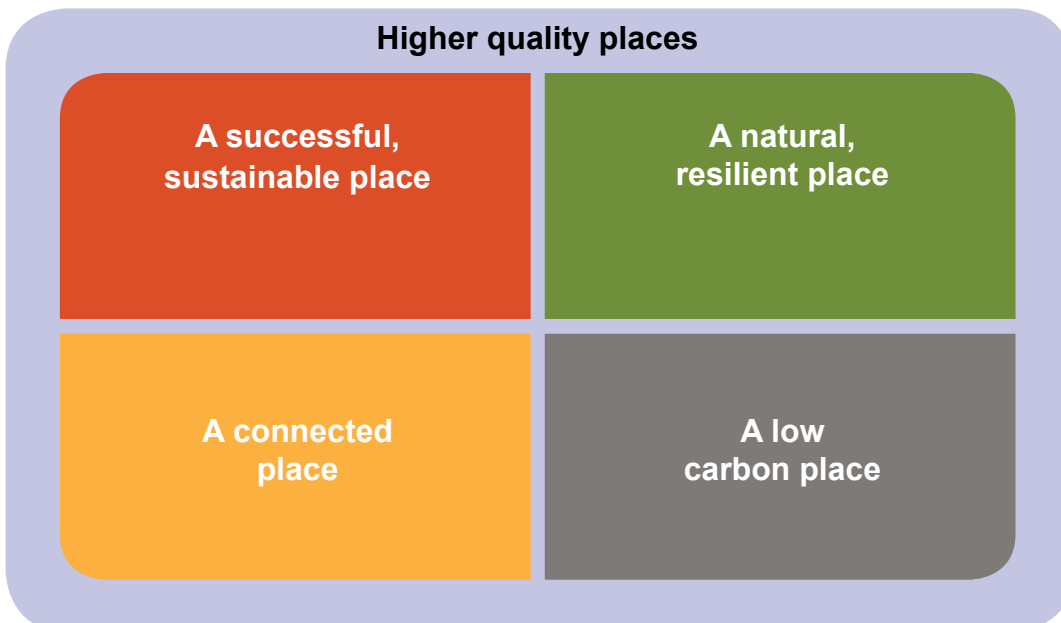 Higher quality places
A successful,
sustainable place
A natural,
resilient place
A connected
place
A low
carbon place